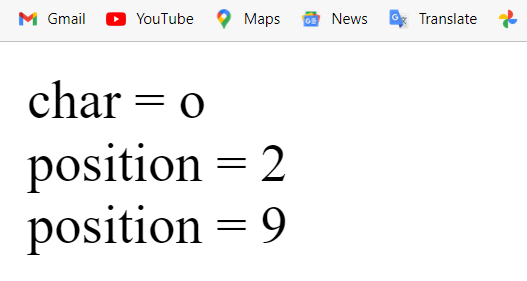 Gmail YouTube Maps News Translate
char = o
position = 2
position = 9